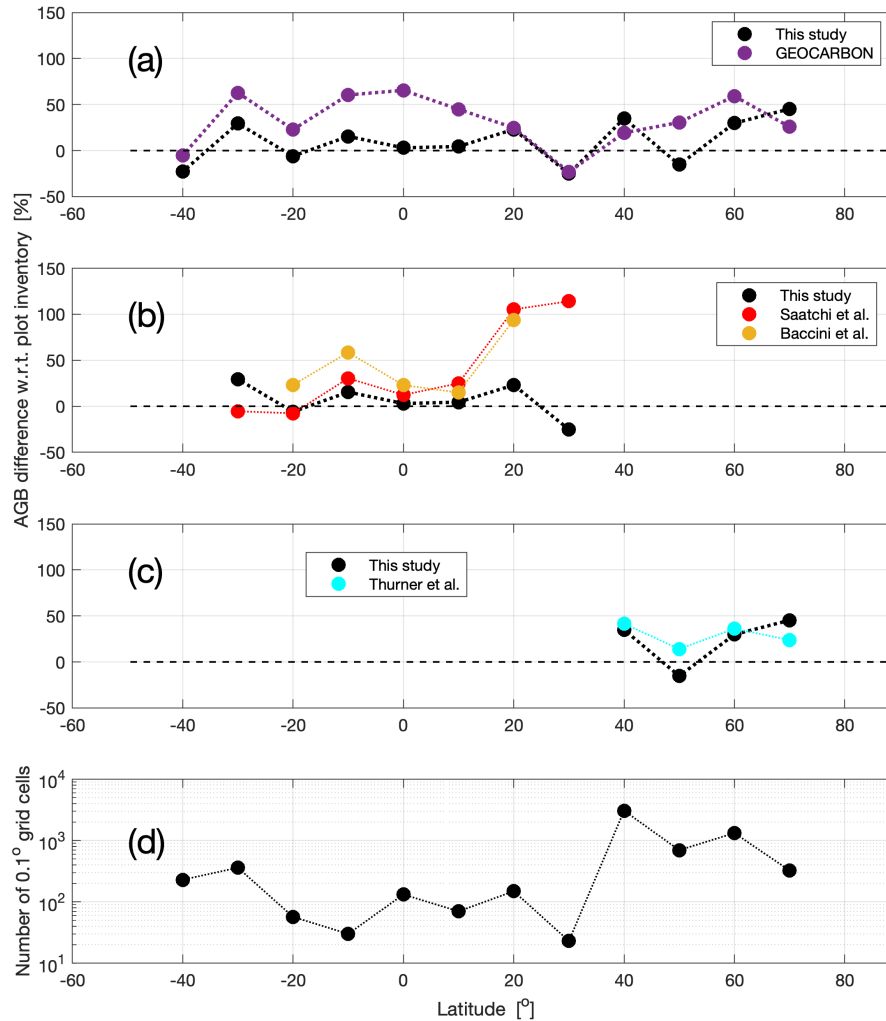 150
100
50
0
-50
(a)
This study
GEOCARBON
-60 -40 -20 0 20 40 60 80
AGB difference w.r.t. plot inventory [%]
150
100
50
0
-50
(b)
This study
Saatchi et al.
Baccini et al.
-60 -40 -20 0 20 40 60 80
150
100
50
0
-50
(c)
This study
Thurner et al.
-60 -40 -20 0 20 40 60 80
Number of 0.1° grid cells
10⁴
10³
10²
10¹
(d)
-60 -40 -20 0 20 40 60 80
Latitude [°]